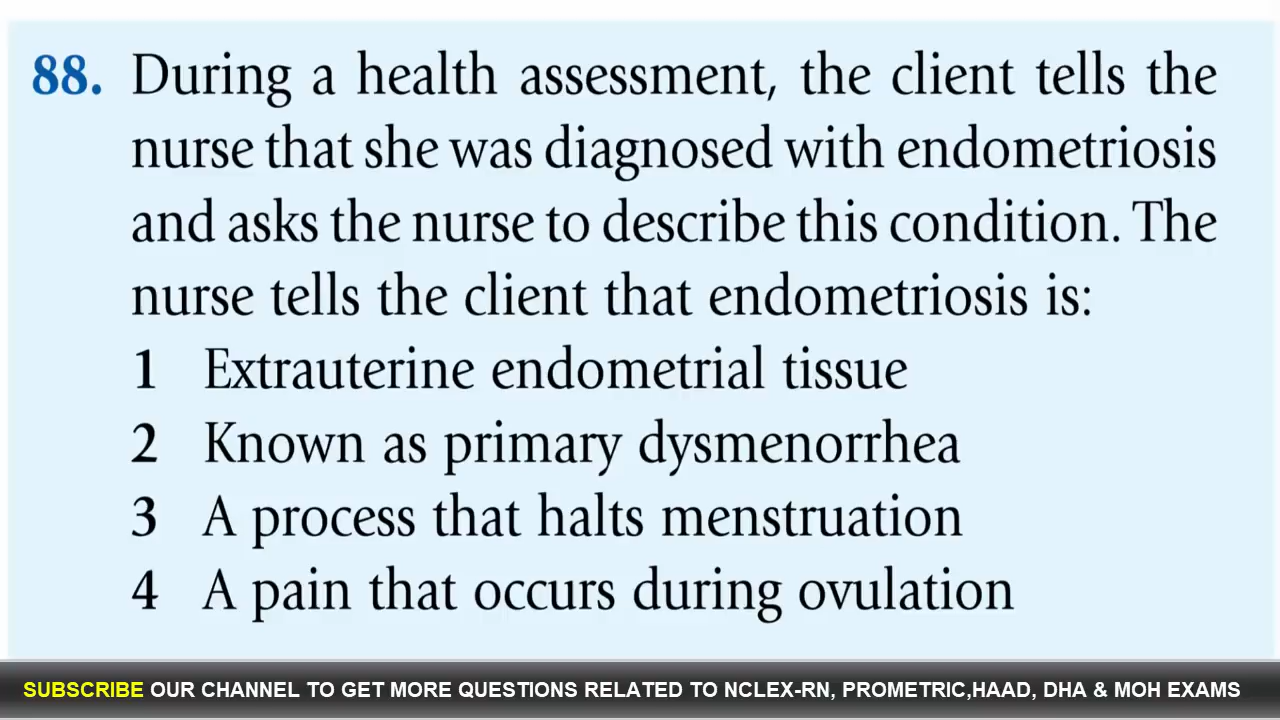 88. During a health assessment, the client tells the
nurse that she was diagnosed with endometriosis
and asks the nurse to describe this condition. The
nurse tells the client that endometriosis is:
1 Extrauterine endometrial tissue
2 Known as primary dysmenorrhea
3 A process that halts menstruation
4 A pain that occurs during ovulation
SUBSCRIBE OUR CHANNEL TO GET MORE QUESTIONS RELATED TO NCLEX-RN, PROMETRIC,HAAD, DHA & MOH EXAMS